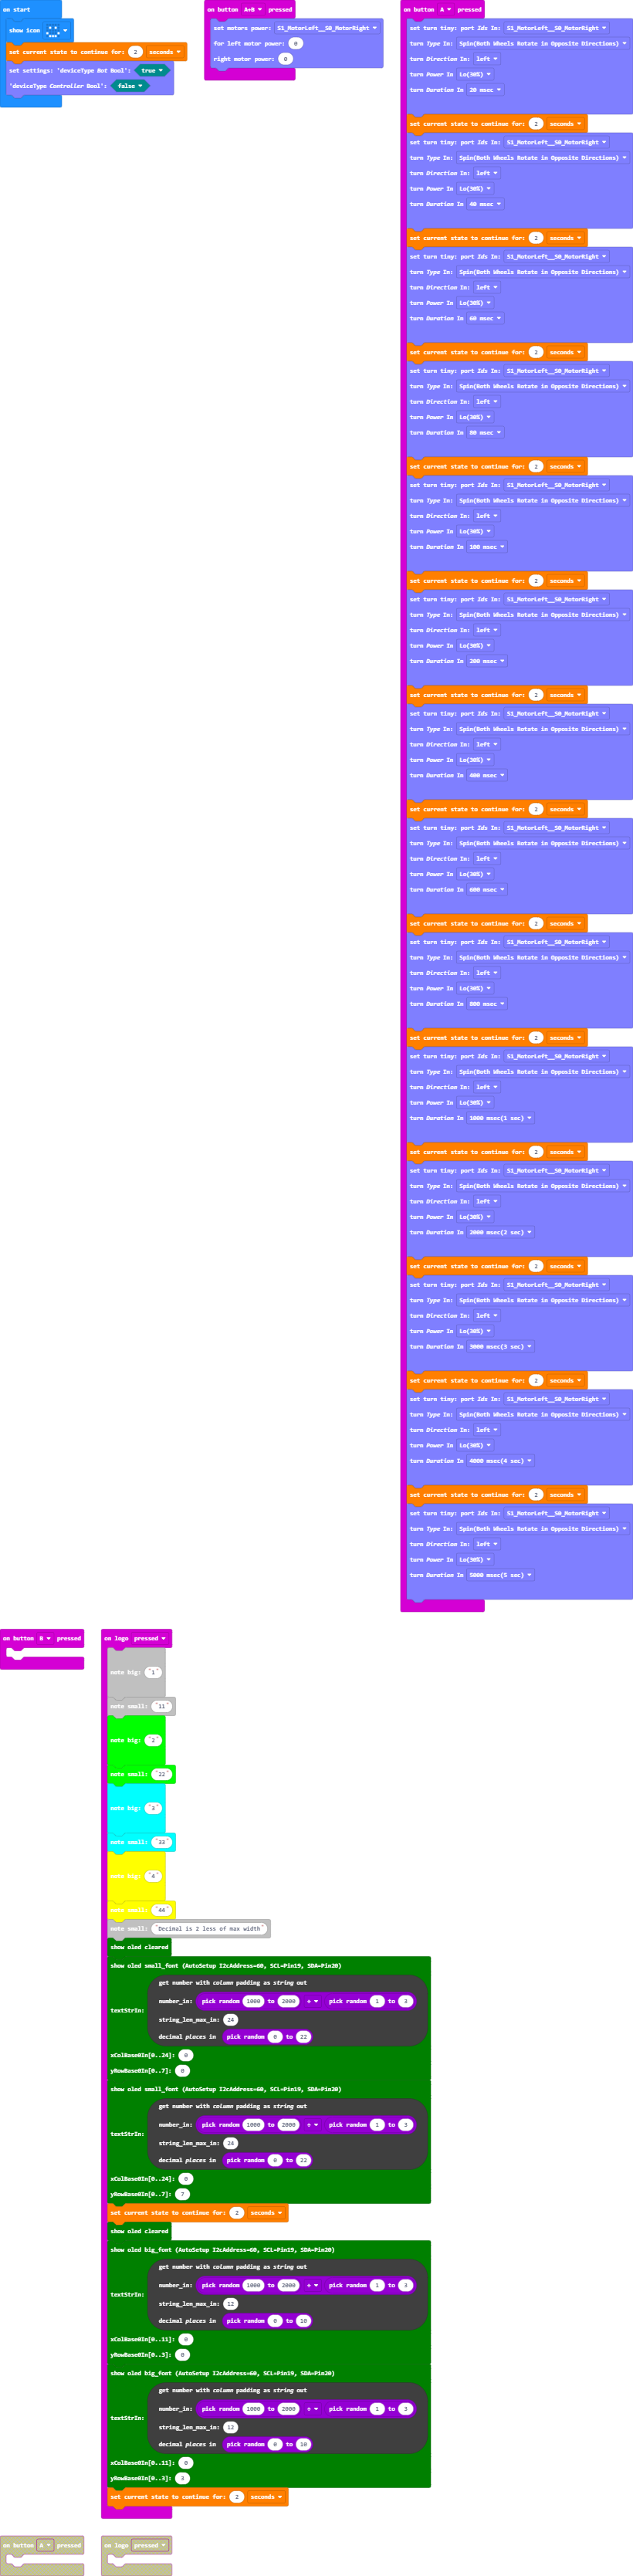 on start
show icon
set current state to continue for: 2 seconds
set settings: 'deviceType Bot Bool': true
'deviceType Controller Bool': false
on button A+B pressed
set motors power: S1_MotorLeft__S0_MotorRight
for left motor power: 0
right motor power: 0
on button A pressed
set turn tiny: port Ids In: S1_MotorLeft__S0_MotorRight
turn Type In: Spin(Both Wheels Rotate in Opposite Directions)
turn Direction In: left
turn Power In Lo(30%)
turn Duration In 20 msec
set current state to continue for: 2 seconds
set turn tiny: port Ids In: S1_MotorLeft__S0_MotorRight
turn Type In: Spin(Both Wheels Rotate in Opposite Directions)
turn Direction In: left
turn Power In Lo(30%)
turn Duration In 40 msec
set current state to continue for: 2 seconds
set turn tiny: port Ids In: S1_MotorLeft__S0_MotorRight
turn Type In: Spin(Both Wheels Rotate in Opposite Directions)
turn Direction In: left
turn Power In Lo(30%)
turn Duration In 60 msec
set current state to continue for: 2 seconds
set turn tiny: port Ids In: S1_MotorLeft__S0_MotorRight
turn Type In: Spin(Both Wheels Rotate in Opposite Directions)
turn Direction In: left
turn Power In Lo(30%)
turn Duration In 80 msec
set current state to continue for: 2 seconds
set turn tiny: port Ids In: S1_MotorLeft__S0_MotorRight
turn Type In: Spin(Both Wheels Rotate in Opposite Directions)
turn Direction In: left
turn Power In Lo(30%)
turn Duration In 100 msec
set current state to continue for: 2 seconds
set turn tiny: port Ids In: S1_MotorLeft__S0_MotorRight
turn Type In: Spin(Both Wheels Rotate in Opposite Directions)
turn Direction In: left
turn Power In Lo(30%)
turn Duration In 200 msec
set current state to continue for: 2 seconds
set turn tiny: port Ids In: S1_MotorLeft__S0_MotorRight
turn Type In: Spin(Both Wheels Rotate in Opposite Directions)
turn Direction In: left
turn Power In Lo(30%)
turn Duration In 400 msec
set current state to continue for: 2 seconds
set turn tiny: port Ids In: S1_MotorLeft__S0_MotorRight
turn Type In: Spin(Both Wheels Rotate in Opposite Directions)
turn Direction In: left
turn Power In Lo(30%)
turn Duration In 600 msec
set current state to continue for: 2 seconds
set turn tiny: port Ids In: S1_MotorLeft__S0_MotorRight
turn Type In: Spin(Both Wheels Rotate in Opposite Directions)
turn Direction In: left
turn Power In Lo(30%)
turn Duration In 800 msec
set current state to continue for: 2 seconds
set turn tiny: port Ids In: S1_MotorLeft__S0_MotorRight
turn Type In: Spin(Both Wheels Rotate in Opposite Directions)
turn Direction In: left
turn Power In Lo(30%)
turn Duration In 1000 msec(1 sec)
set current state to continue for: 2 seconds
set turn tiny: port Ids In: S1_MotorLeft__S0_MotorRight
turn Type In: Spin(Both Wheels Rotate in Opposite Directions)
turn Direction In: left
turn Power In Lo(30%)
turn Duration In 2000 msec(2 sec)
set current state to continue for: 2 seconds
set turn tiny: port Ids In: S1_MotorLeft__S0_MotorRight
turn Type In: Spin(Both Wheels Rotate in Opposite Directions)
turn Direction In: left
turn Power In Lo(30%)
turn Duration In 3000 msec(3 sec)
set current state to continue for: 2 seconds
set turn tiny: port Ids In: S1_MotorLeft__S0_MotorRight
turn Type In: Spin(Both Wheels Rotate in Opposite Directions)
turn Direction In: left
turn Power In Lo(30%)
turn Duration In 4000 msec(4 sec)
set current state to continue for: 2 seconds
set turn tiny: port Ids In: S1_MotorLeft__S0_MotorRight
turn Type In: Spin(Both Wheels Rotate in Opposite Directions)
turn Direction In: left
turn Power In Lo(30%)
turn Duration In 5000 msec(5 sec)
on button B pressed
on logo pressed
note big: "1"
note small: "11"
note big: "2"
note small: "22"
note big: "3"
note small: "33"
note big: "4"
note small: "44"
note small: "Decimal is 2 less of max width"
show oled cleared
show oled small_font (AutoSetup I2cAddress=60, SCL=Pin19, SDA=Pin20)
get number with column padding as string out
textStrIn: number_in: pick random 1000 to 2000 ÷ pick random 1 to 3
string_len_max_in: 24
decimal places in pick random 0 to 22
xColBase0In[0..24]: 0
yRowBase0In[0..7]: 0
show oled small_font (AutoSetup I2cAddress=60, SCL=Pin19, SDA=Pin20)
get number with column padding as string out
textStrIn: number_in: pick random 1000 to 2000 ÷ pick random 1 to 3
string_len_max_in: 24
decimal places in pick random 0 to 22
xColBase0In[0..24]: 0
yRowBase0In[0..7]: 7
set current state to continue for: 2 seconds
show oled cleared
show oled big_font (AutoSetup I2cAddress=60, SCL=Pin19, SDA=Pin20)
get number with column padding as string out
textStrIn: number_in: pick random 1000 to 2000 ÷ pick random 1 to 3
string_len_max_in: 12
decimal places in pick random 0 to 10
xColBase0In[0..11]: 0
yRowBase0In[0..3]: 0
show oled big_font (AutoSetup I2cAddress=60, SCL=Pin19, SDA=Pin20)
get number with column padding as string out
textStrIn: number_in: pick random 1000 to 2000 ÷ pick random 1 to 3
string_len_max_in: 12
decimal places in pick random 0 to 10
xColBase0In[0..11]: 0
yRowBase0In[0..3]: 3
set current state to continue for: 2 seconds
on button A pressed
on logo pressed